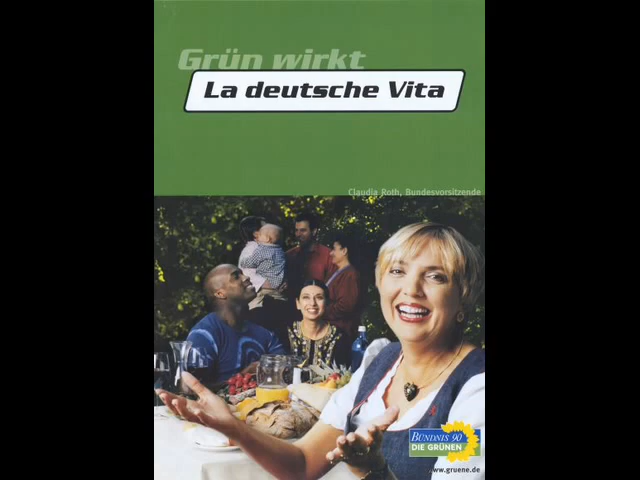 Grün wirkt
La deutsche Vita
Claudia Roth, Bundesvorsitzende
BÜNDNIS 90
DIE GRÜNEN
www.gruene.de